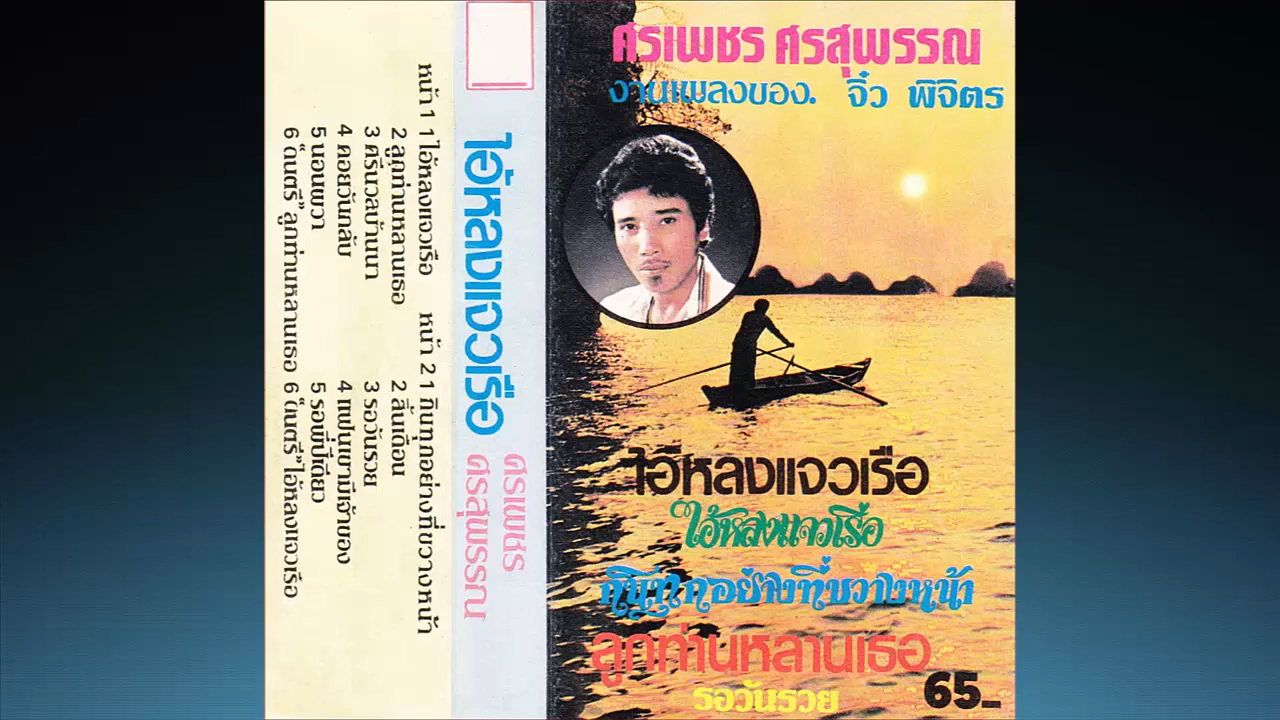 ศรเพชร ศรสุพรรณ
งานเพลงของ. จิ๋ว พิจิตร
ไอ้หลงแจวเรือ
ไอ้หลงแจวเรือ
กินทุกอย่างที่ขวางหน้า
ลูกท่านหลานเธอ
รอวันรวย
65_
ไอ้หลงแจวเรือ
ศรเพชร
ศรสุพรรณ
หน้า 1 1 ไอ้หลงแจวเรือ
2 ลูกท่านหลานเธอ
3 ศรีนวลบ้านนา
4 คอยวันกลับ
5 นอนผวา
6 "ดนตรี" ลูกท่านหลานเธอ
หน้า 2 1 กินทุกอย่างที่ขวางหน้า
2 สิ้นเดือน
3 รอวันรวย
4 แฟนเขามีเจ้าของ
5 รอพี่ปีเดียว
6 "ดนตรี" ไอ้หลงแจวเรือ